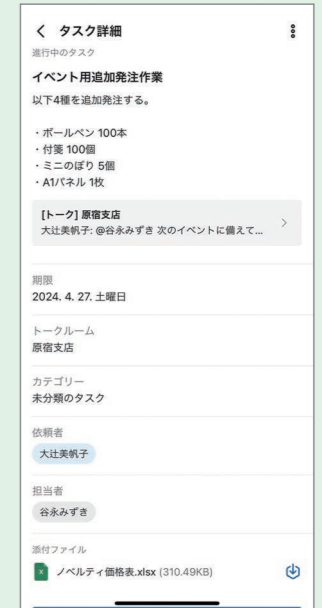 タスク詳細
進行中のタスク
イベント用追加発注作業
以下4種を追加発注する。
・ボールペン 100本
・付箋 100個
・ミニのぼり 5個
・A1パネル 1枚
[トーク] 原宿支店
大辻美帆子: @谷永みずき 次のイベントに備えて...
期限
2024. 4. 27. 土曜日
トークルーム
原宿支店
カテゴリー
未分類のタスク
依頼者
大辻美帆子
担当者
谷永みずき
添付ファイル
ノベルティ価格表.xlsx (310.49KB)